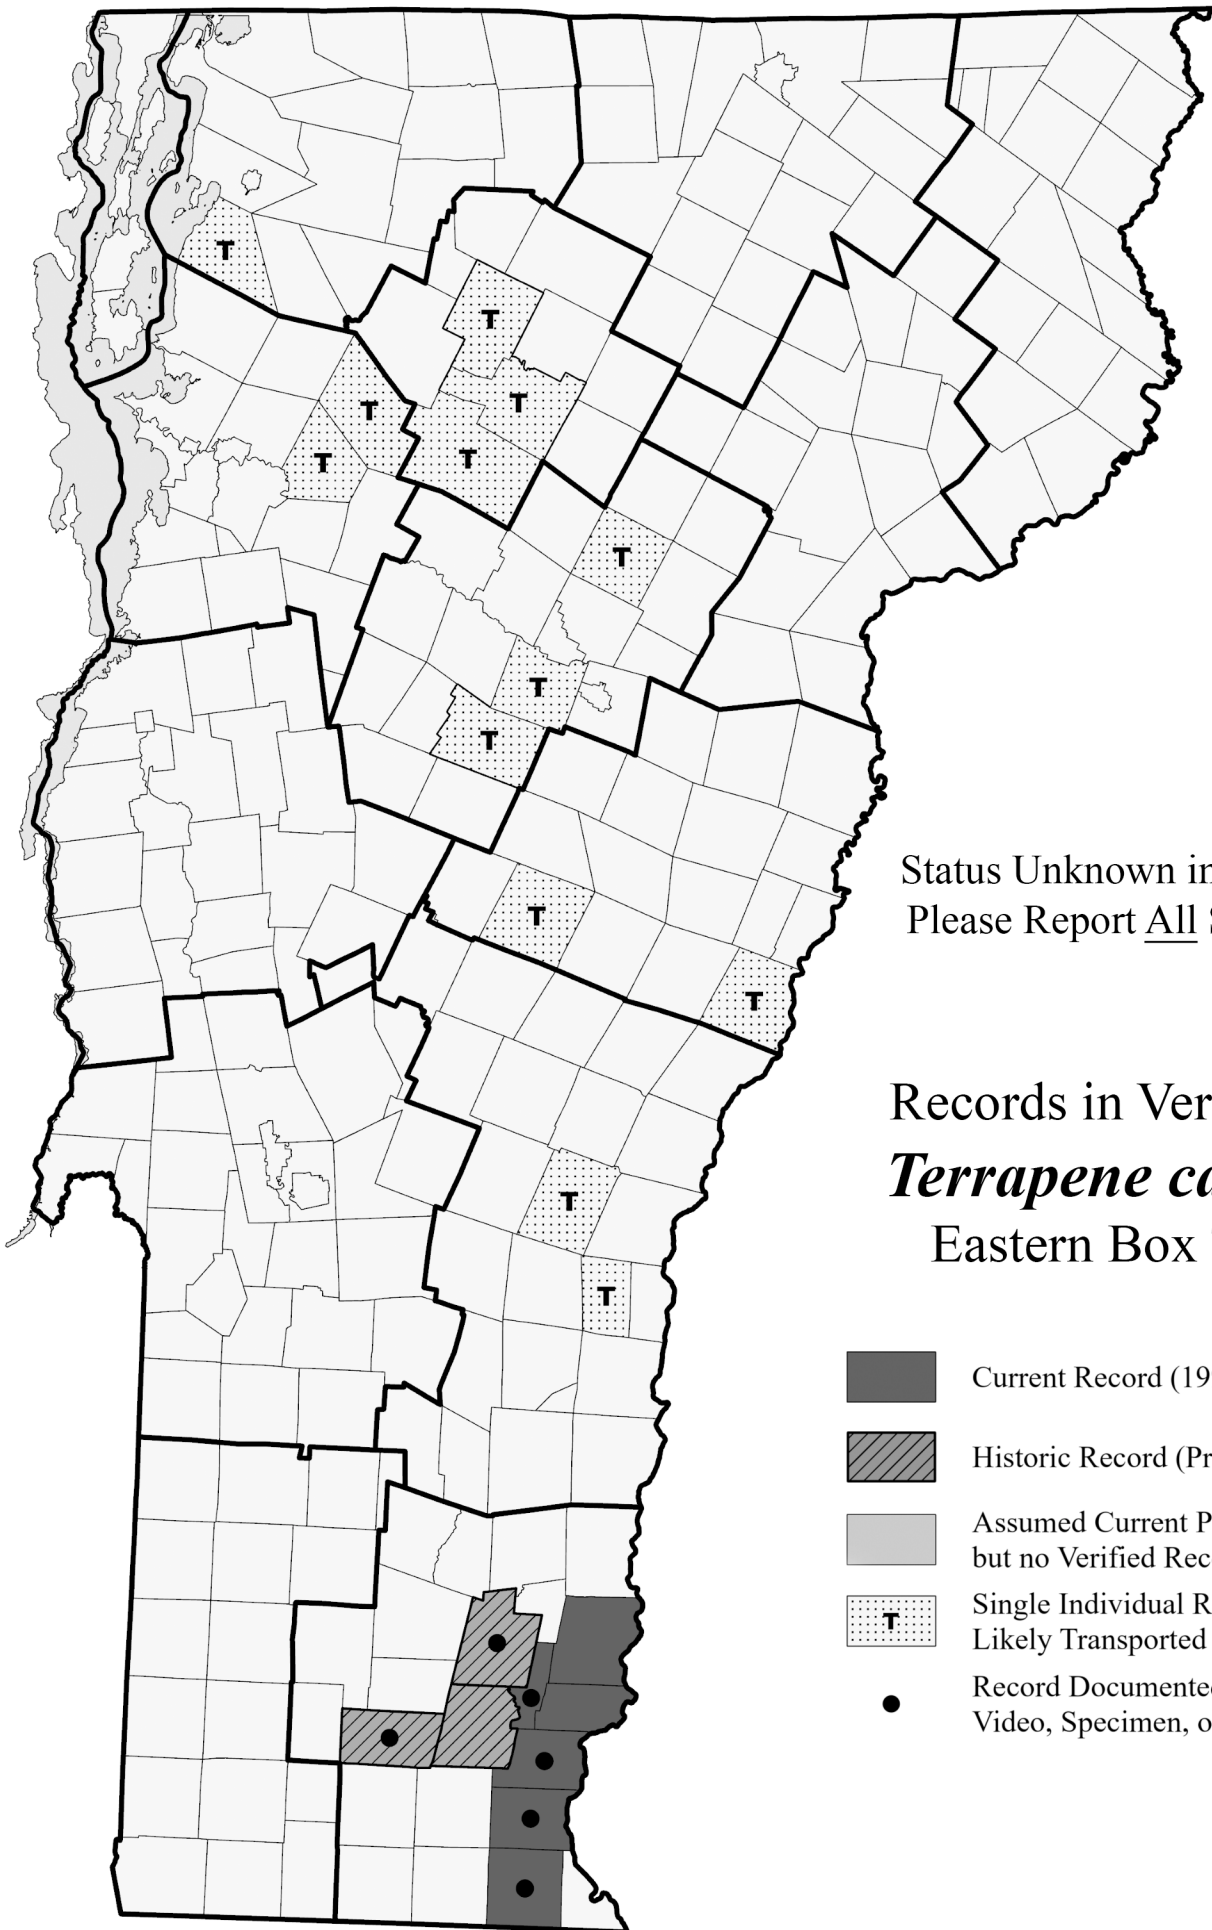 T
T
T
T
T
T
T
T
T
Status Unknown in
Please Report All S
T
T
Records in Ver
Terrapene ca
Eastern Box T
T
T
Current Record (19
Historic Record (Pr
Assumed Current P
but no Verified Rec
T
Single Individual R
Likely Transported
Record Documente
Video, Specimen, o